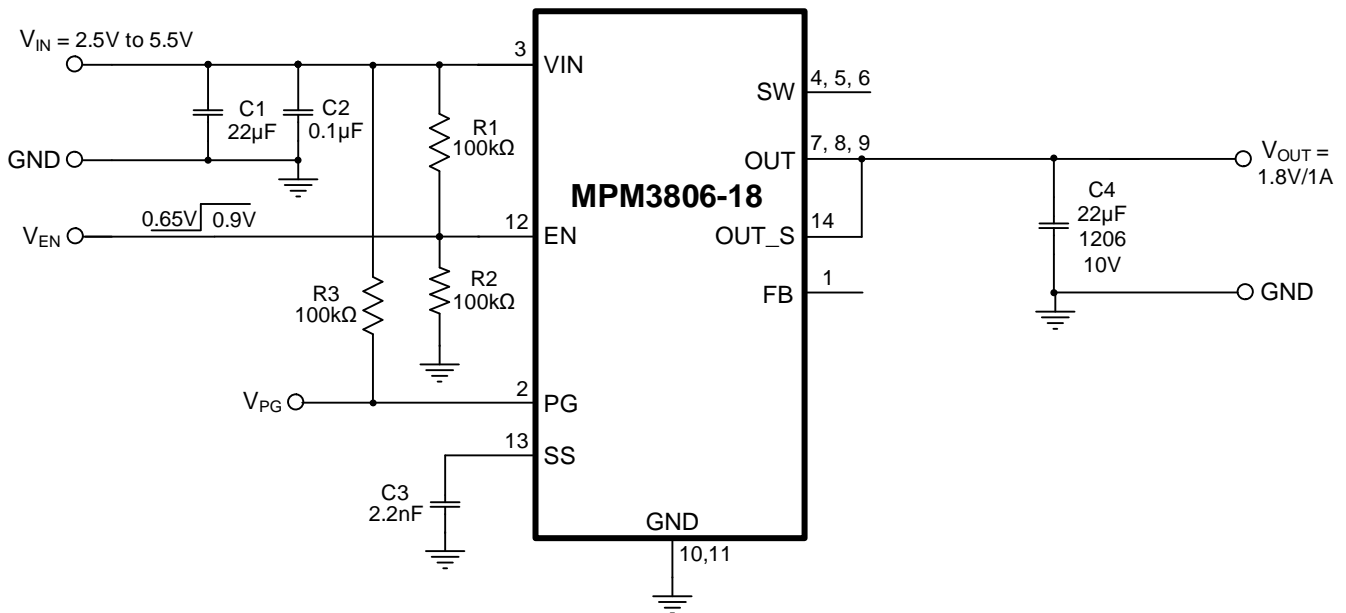 V_IN = 2.5V to 5.5V
3
VIN
C1
22µF
C2
0.1µF
R1
100kΩ
GND
SW
4, 5, 6
OUT
7, 8, 9
V_OUT =
1.8V/1A
MPM3806-18
V_EN
0.65V
0.9V
12
EN
OUT_S
14
C4
22µF
1206
10V
R3
100kΩ
R2
100kΩ
FB
1
GND
V_PG
2
PG
13
SS
C3
2.2nF
GND
10,11